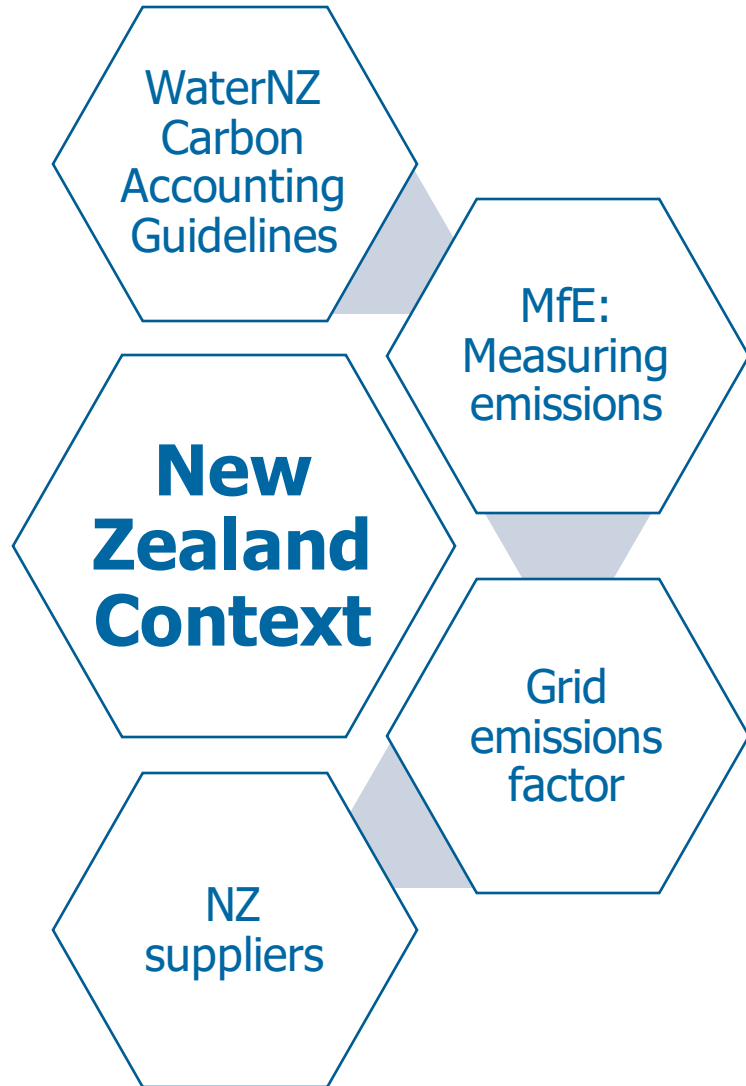 WaterNZ
Carbon
Accounting
Guidelines
MfE:
Measuring
emissions
New
Zealand
Context
Grid
emissions
factor
NZ
suppliers